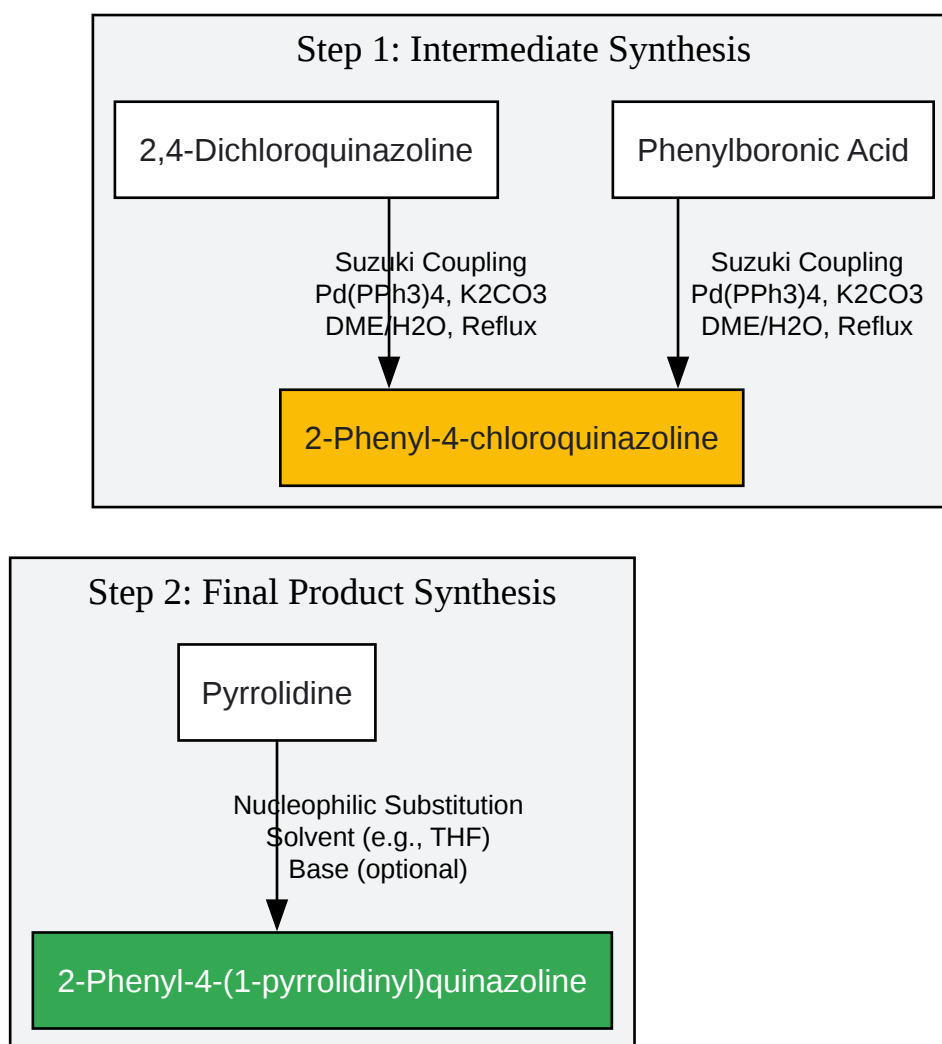 Step 1: Intermediate Synthesis
2,4-Dichloroquinazoline
Phenylboronic Acid
Suzuki Coupling
Pd(PPh3)4, K2CO3
DME/H2O, Reflux
Suzuki Coupling
Pd(PPh3)4, K2CO3
DME/H2O, Reflux
2-Phenyl-4-chloroquinazoline
Step 2: Final Product Synthesis
Pyrrolidine
Nucleophilic Substitution
Solvent (e.g., THF)
Base (optional)
2-Phenyl-4-(1-pyrrolidinyl)quinazoline